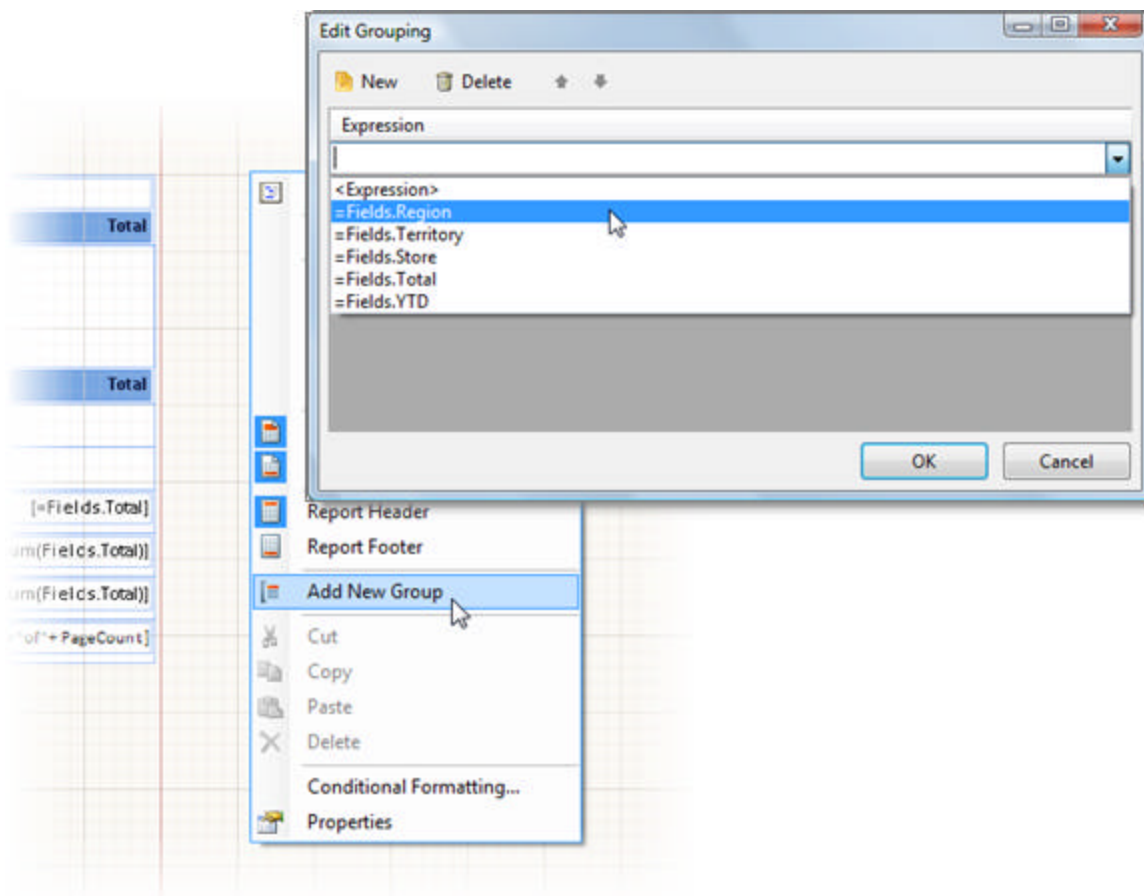 Edit Grouping
New Delete
Expression
<Expression>
=Fields.Region
=Fields.Territory
=Fields.Store
=Fields.Total
=Fields.YTD
OK Cancel
Total
Total
[=Fields.Total]
um(Fields.Total)]
um(Fields.Total)]
"of"+ PageCount]
Report Header
Report Footer
Add New Group
Cut
Copy
Paste
Delete
Conditional Formatting...
Properties